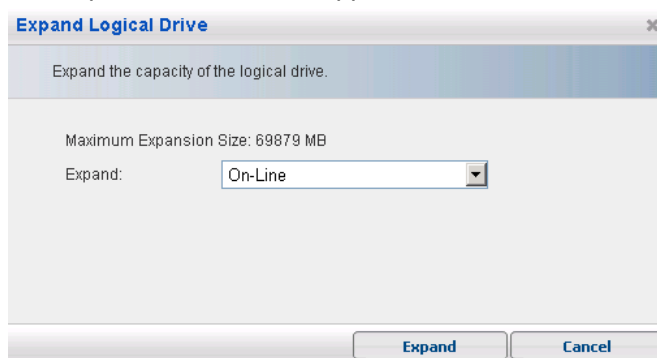 Expand Logical Drive
Expand the capacity of the logical drive.
Maximum Expansion Size: 69879 MB
Expand: On-Line
Expand Cancel